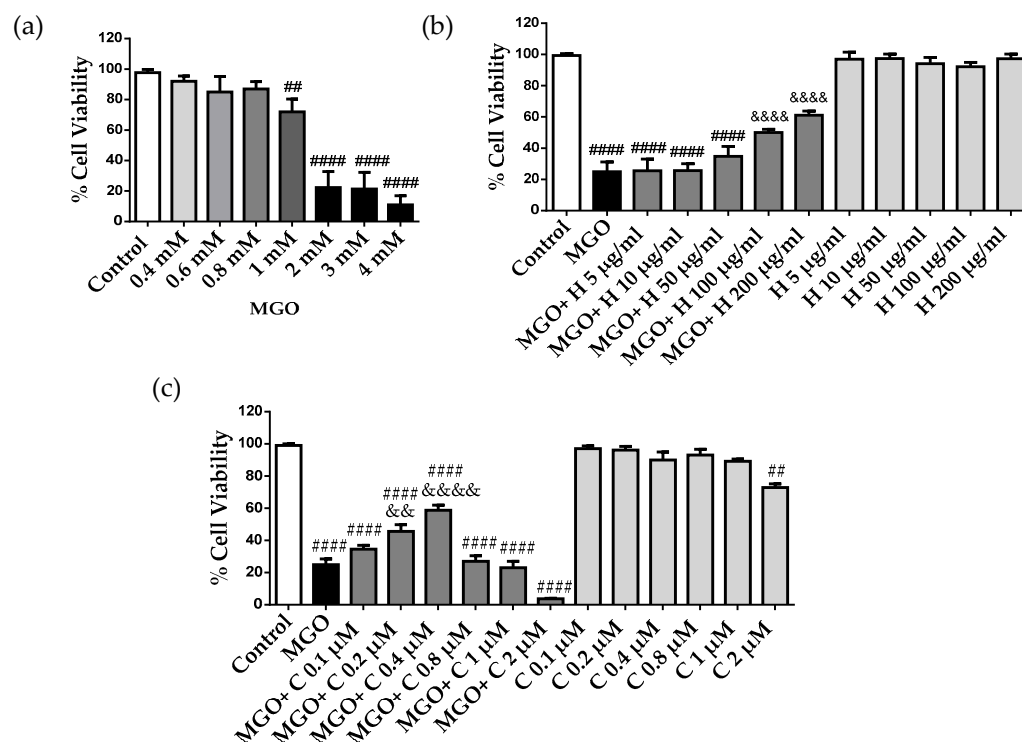 (a)
% Cell Viability
120
100
80
60
40
20
0
##
####
####
####
Control
0.4 mM
0.6 mM
0.8 mM
1 mM
2 mM
3 mM
4 mM
MGO
(b)
% Cell Viability
120
100
80
60
40
20
0
####
####
####
####
&&&&
&&&&
Control
MGO
MGO+ H 5 µg/ml
MGO+ H 10 µg/ml
MGO+ H 50 µg/ml
MGO+ H 100 µg/ml
MGO+ H 200 µg/ml
H 5 µg/ml
H 10 µg/ml
H 50 µg/ml
H 100 µg/ml
H 200 µg/ml
(c)
% Cell Viability
120
100
80
60
40
20
0
####
####
####
&&
####
&&&&
####
####
####
##
Control
MGO
MGO+ C 0.1 µM
MGO+ C 0.2 µM
MGO+ C 0.4 µM
MGO+ C 0.8 µM
MGO+ C 1 µM
MGO+ C 2 µM
C 0.1 µM
C 0.2 µM
C 0.4 µM
C 0.8 µM
C 1 µM
C 2 µM